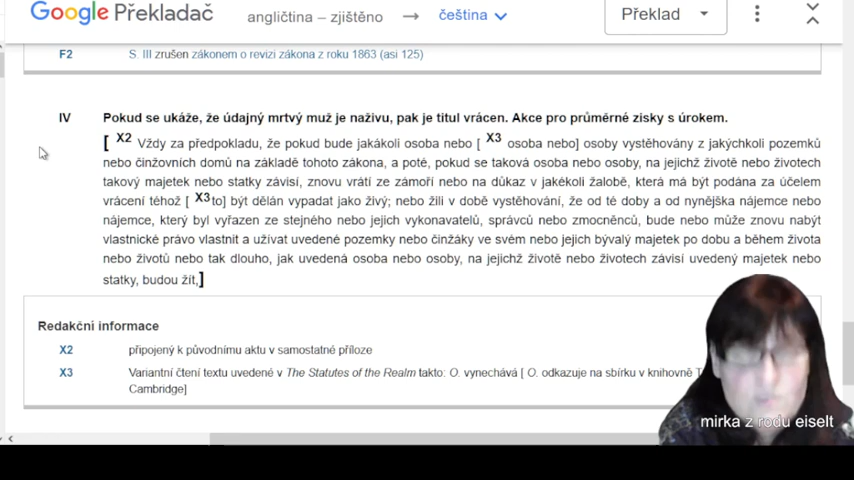 Google Překladač angličtina – zjištěno → čeština Překlad
F2 S. III zrušen zákonem o revizi zákona z roku 1863 (asi 125)
IV Pokud se ukáže, že údajný mrtvý muž je naživu, pak je titul vrácen. Akce pro průměrné zisky s úrokem.
[ X2 Vždy za předpokladu, že pokud bude jakákoli osoba nebo [ X3 osoba nebo] osoby vystěhovány z jakýchkoli pozemků
nebo činžovních domů na základě tohoto zákona, a poté, pokud se taková osoba nebo osoby, na jejichž životě nebo životech
takový majetek nebo statky závisí, znovu vrátí ze zámoří nebo na důkaz v jakékoli žalobě, která má být podána za účelem
vrácení téhož [ X3 to] být dělán vypadat jako živý; nebo žili v době vystěhování, že od té doby a od nynějška nájemce nebo
nájemce, který byl vyřazen ze stejného nebo jejich vykonavatelů, správců nebo zmocněnců, bude nebo může znovu nabýt
vlastnické právo vlastnit a užívat uvedené pozemky nebo činžáky ve svém nebo jejich bývalý majetek po dobu a během života
nebo životů nebo tak dlouho, jak uvedená osoba nebo osoby, na jejichž životě nebo životech závisí uvedený majetek nebo
statky, budou žít,]
Redakční informace
X2 připojený k původnímu aktu v samostatné příloze
X3 Variantní čtení textu uvedené v The Statutes of the Realm takto: O. vynechává [ O. odkazuje na sbírku v knihovně
Cambridge]
mirka z rodu eiselt